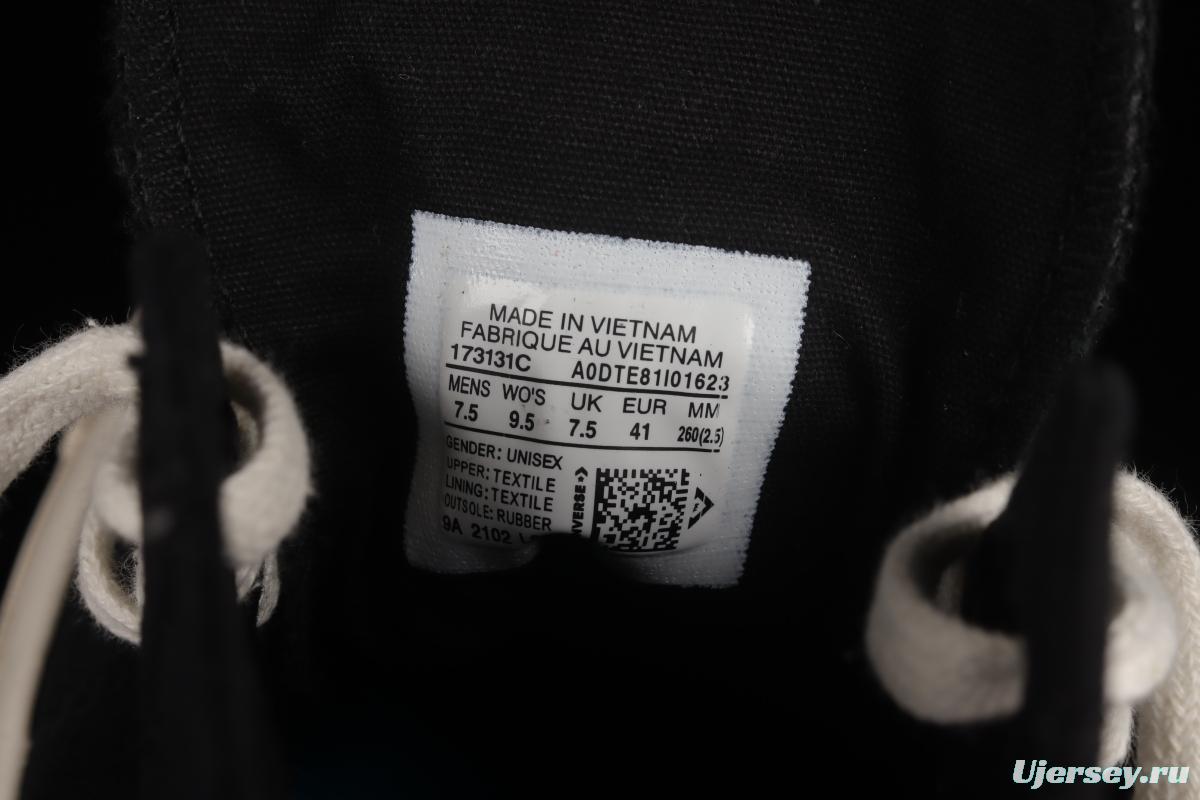 MADE IN VIETNAM
FABRIQUE AU VIETNAM
173131C A0DTE81I01623
MENS WO'S UK EUR MM
7.5 9.5 7.5 41 260(2.5)
GENDER: UNISEX
UPPER: TEXTILE
LINING: TEXTILE
OUTSOLE: RUBBER
9A 2102
Ujersey.ru